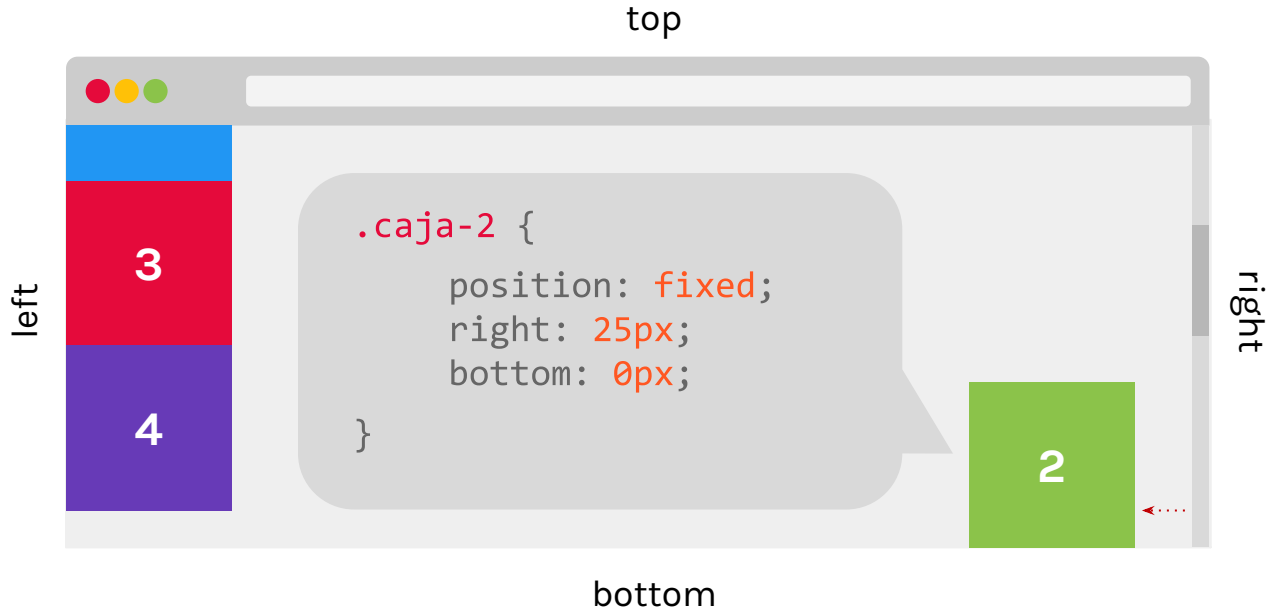 top
left
3
4
.caja-2 {
position: fixed;
right: 25px;
bottom: 0px;
}
2
right
bottom